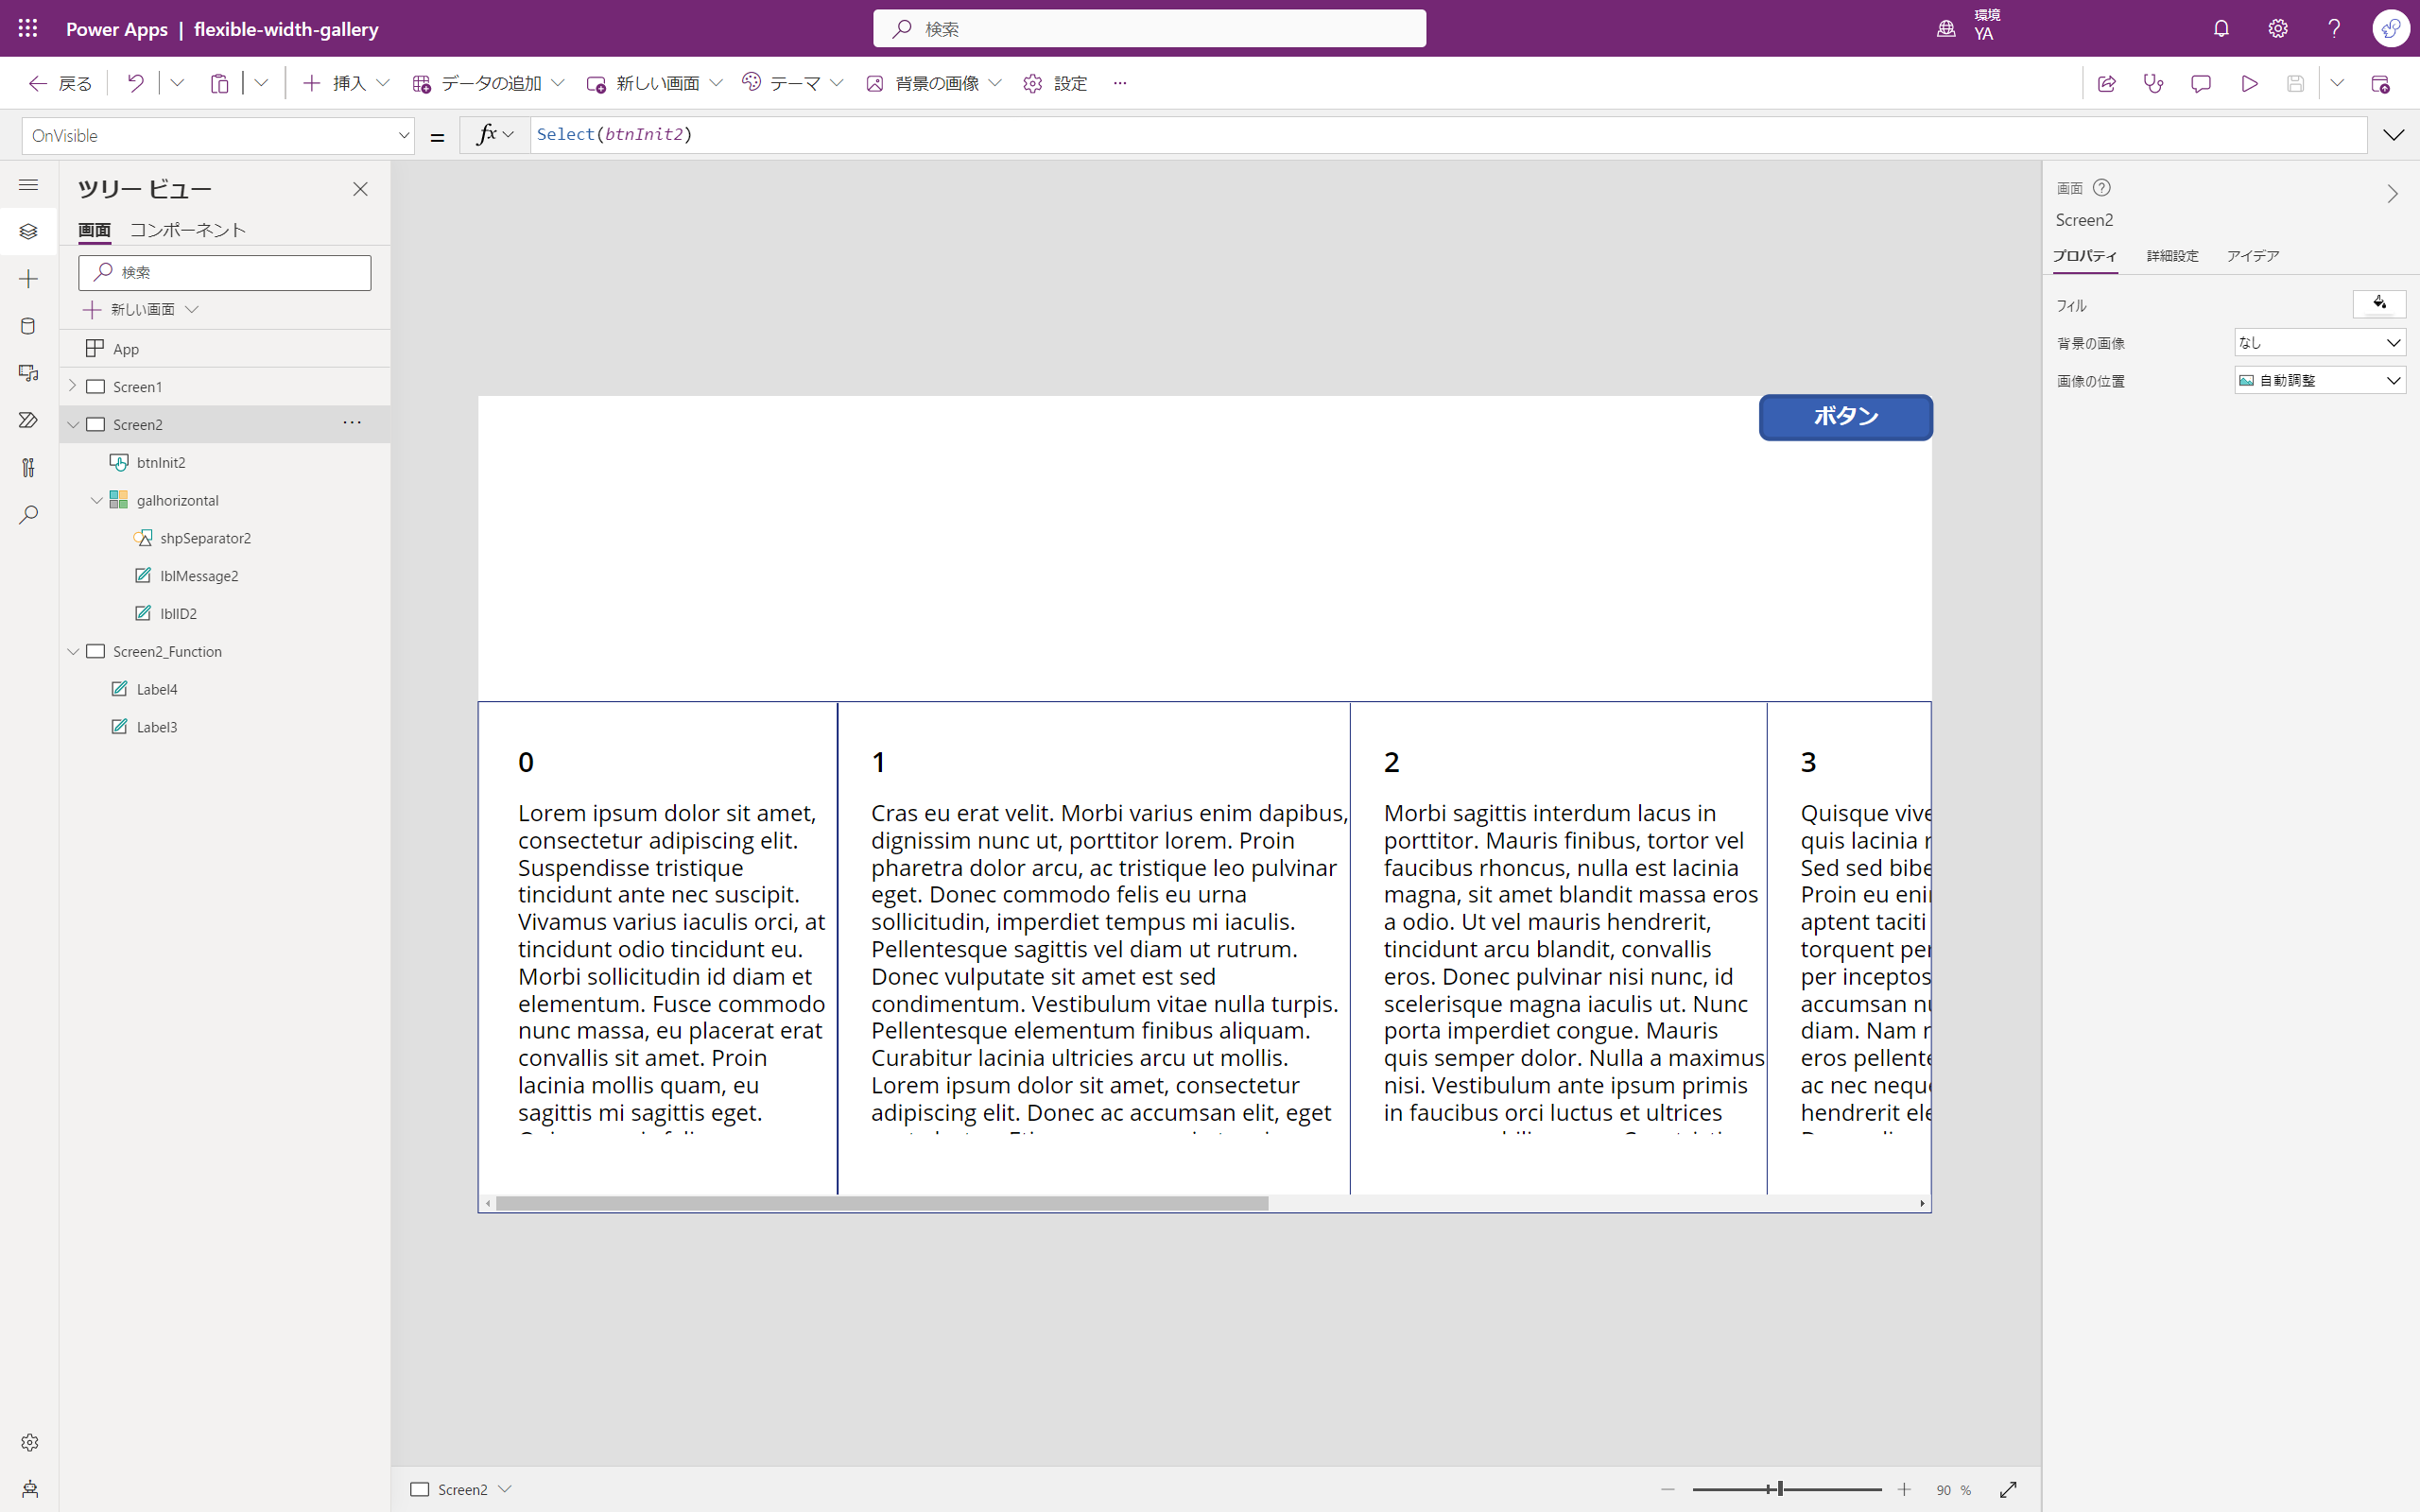 Power Apps | flexible-width-gallery
検索
環境
YA
戻る
挿入
データの追加
新しい画面
テーマ
背景の画像
設定
OnVisible
=
fx
Select(btnInit2)
ツリー ビュー
画面
コンポーネント
検索
新しい画面
App
Screen1
Screen2
btnInit2
galhorizontal
shpSeparator2
lblMessage2
lblID2
Screen2_Function
Label4
Label3
ボタン
0
Lorem ipsum dolor sit amet,
consectetur adipiscing elit.
Suspendisse tristique
tincidunt ante nec suscipit.
Vivamus varius iaculis orci, at
tincidunt odio tincidunt eu.
Morbi sollicitudin id diam et
elementum. Fusce commodo
nunc massa, eu placerat erat
convallis sit amet. Proin
lacinia mollis quam, eu
sagittis mi sagittis eget.
1
Cras eu erat velit. Morbi varius enim dapibus,
dignissim nunc ut, porttitor lorem. Proin
pharetra dolor arcu, ac tristique leo pulvinar
eget. Donec commodo felis eu urna
sollicitudin, imperdiet tempus mi iaculis.
Pellentesque sagittis vel diam ut rutrum.
Donec vulputate sit amet est sed
condimentum. Vestibulum vitae nulla turpis.
Pellentesque elementum finibus aliquam.
Curabitur lacinia ultricies arcu ut mollis.
Lorem ipsum dolor sit amet, consectetur
adipiscing elit. Donec ac accumsan elit, eget
2
Morbi sagittis interdum lacus in
porttitor. Mauris finibus, tortor vel
faucibus rhoncus, nulla est lacinia
magna, sit amet blandit massa eros
a odio. Ut vel mauris hendrerit,
tincidunt arcu blandit, convallis
eros. Donec pulvinar nisi nunc, id
scelerisque magna iaculis ut. Nunc
porta imperdiet congue. Mauris
quis semper dolor. Nulla a maximus
nisi. Vestibulum ante ipsum primis
in faucibus orci luctus et ultrices
3
Quisque vive
quis lacinia
Sed sed bibe
Proin eu eni
aptent taciti
torquent per
per inceptos
accumsan nu
diam. Nam
eros pellente
ac nec nequ
hendrerit ele
画面
Screen2
プロパティ
詳細設定
アイデア
フィル
背景の画像
なし
画像の位置
自動調整
Screen2
90 %